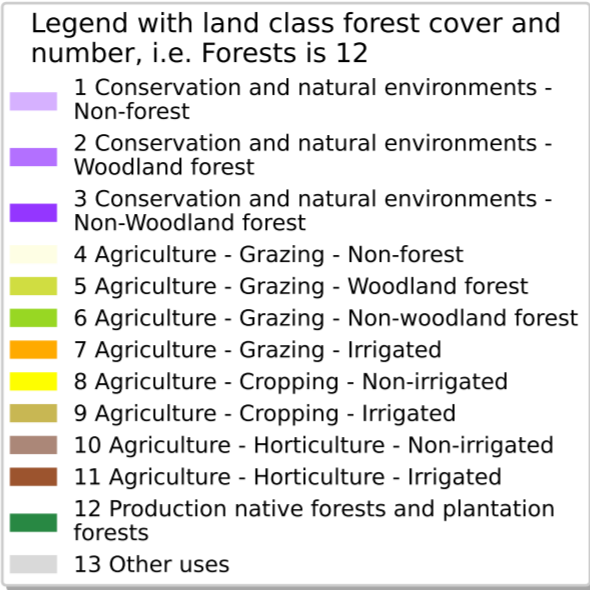 Legend with land class forest cover and
number, i.e. Forests is 12
1 Conservation and natural environments -
Non-forest
2 Conservation and natural environments -
Woodland forest
3 Conservation and natural environments -
Non-Woodland forest
4 Agriculture - Grazing - Non-forest
5 Agriculture - Grazing - Woodland forest
6 Agriculture - Grazing - Non-woodland forest
7 Agriculture - Grazing - Irrigated
8 Agriculture - Cropping - Non-irrigated
9 Agriculture - Cropping - Irrigated
10 Agriculture - Horticulture - Non-irrigated
11 Agriculture - Horticulture - Irrigated
12 Production native forests and plantation
forests
13 Other uses